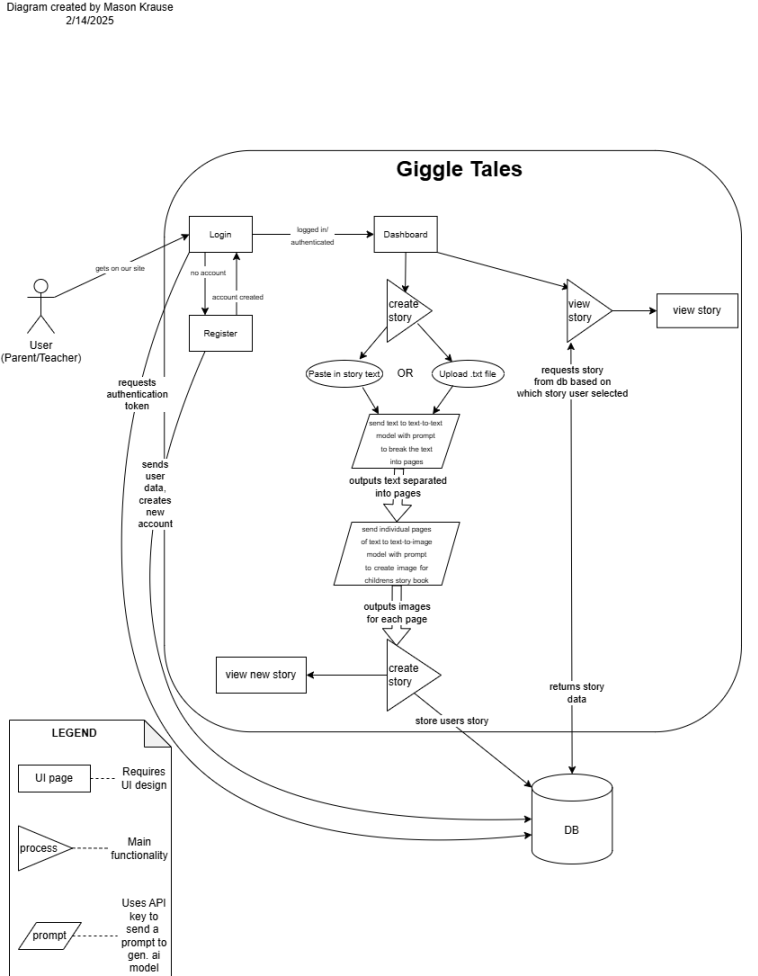 Diagram created by Mason Krause
2/14/2025
Giggle Tales
Login
logged in/
authenticated
Dashboard
gets on our site
no account
account created
Register
User
(Parent/Teacher)
create
story
view
story
view story
Paste in story text
OR
Upload .txt file
requests story
from db based on
which story user selected
requests
authentication
token
send text to text-to-text
model with prompt
to break the text
into pages
sends
user
data,
creates
new
account
outputs text separated
into pages
send individual pages
of text to text-to-image
model with prompt
to create image for
childrens story book
outputs images
for each page
create
story
view new story
returns story
data
store users story
DB
LEGEND
UI page
Requires
UI design
process
Main
functionality
prompt
Uses API
key to
send a
prompt to
gen. ai
model